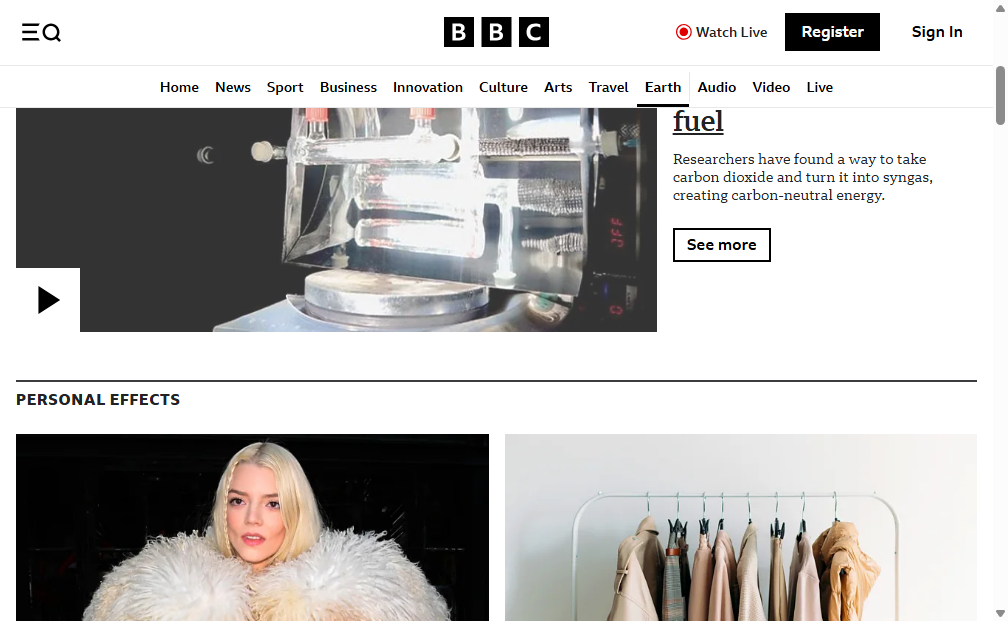 BBC
Watch Live
Register
Sign In
Home News Sport Business Innovation Culture Arts Travel Earth Audio Video Live
fuel
Researchers have found a way to take
carbon dioxide and turn it into syngas,
creating carbon-neutral energy.
See more
PERSONAL EFFECTS